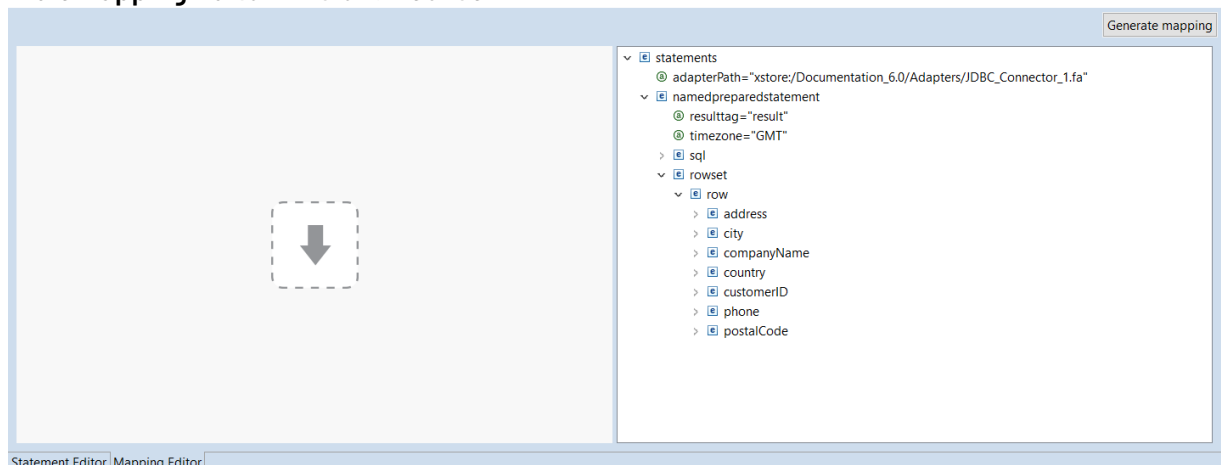 Generate mapping
statements
adapterPath="xstore:/Documentation_6.0/Adapters/JDBC_Connector_1.fa"
namedpreparedstatement
resulttag="result"
timezone="GMT"
sql
rowset
row
address
city
companyName
country
customerID
phone
postalCode
Statement Editor Mapping Editor